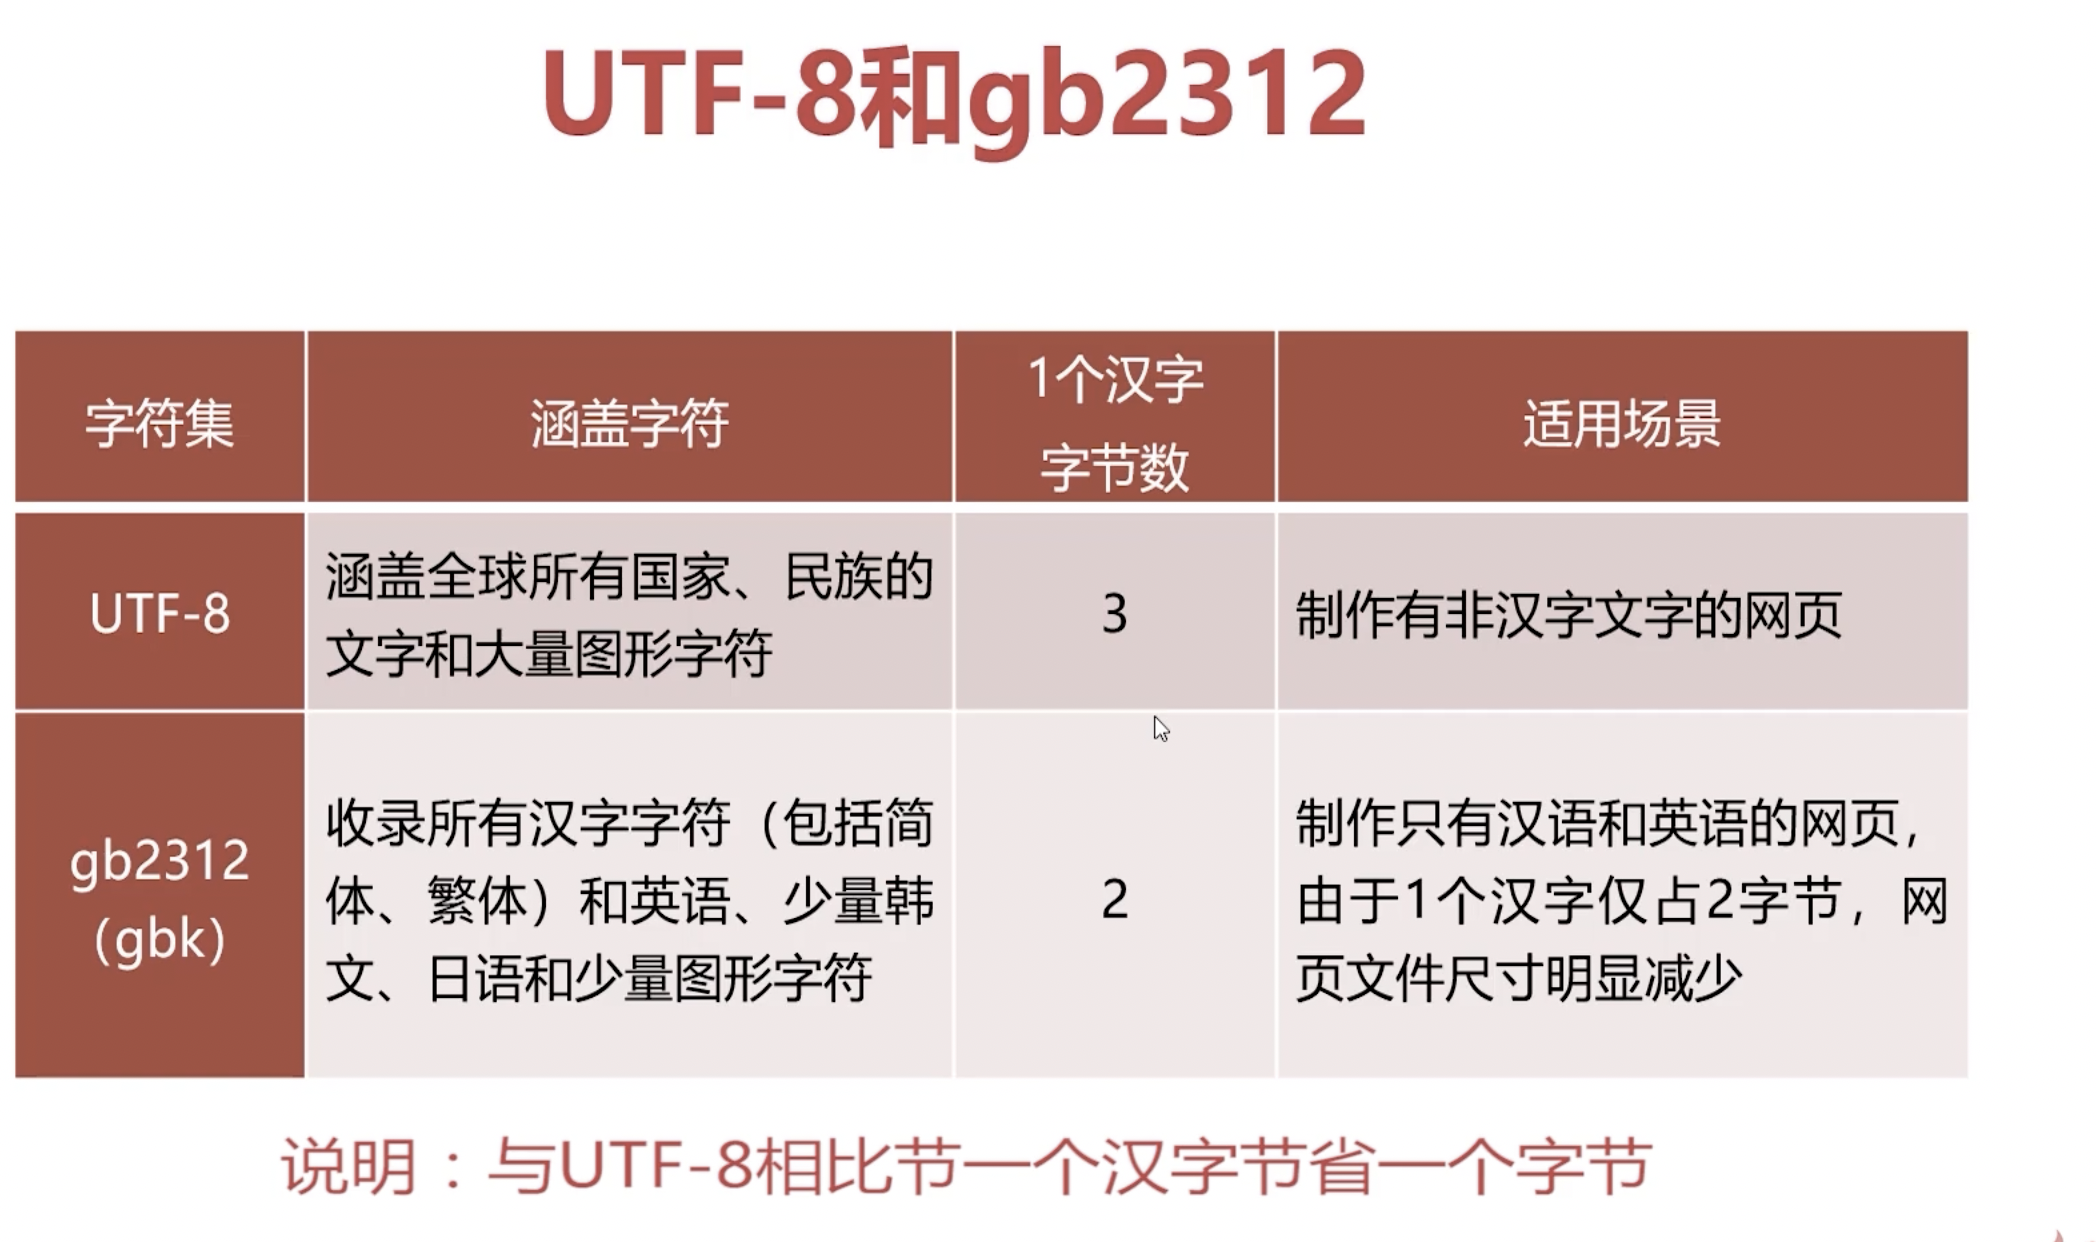 UTF-8和gb2312
字符集
涵盖字符
1个汉字
字节数
适用场景
UTF-8
涵盖全球所有国家、民族的
文字和大量图形字符
3
制作有非汉字文字的网页
gb2312
（gbk）
收录所有汉字字符（包括简
体、繁体）和英语、少量韩
文、日语和少量图形字符
2
制作只有汉语和英语的网页，
由于1个汉字仅占2字节，网
页文件尺寸明显减少
说明：与UTF-8相比节一个汉字节省一个字节